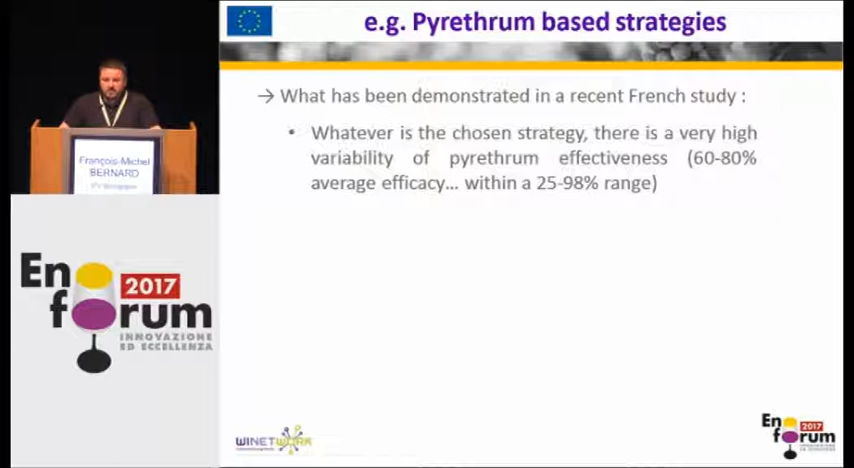 e.g. Pyrethrum based strategies
→ What has been demonstrated in a recent French study :
• Whatever is the chosen strategy, there is a very high
variability of pyrethrum effectiveness (60-80%
average efficacy... within a 25-98% range)
François-Michel
BERNARD
En
2017
forum
INNOVAZIONE
ED ECCELLENZA
WINETWORK
En
2017
forum